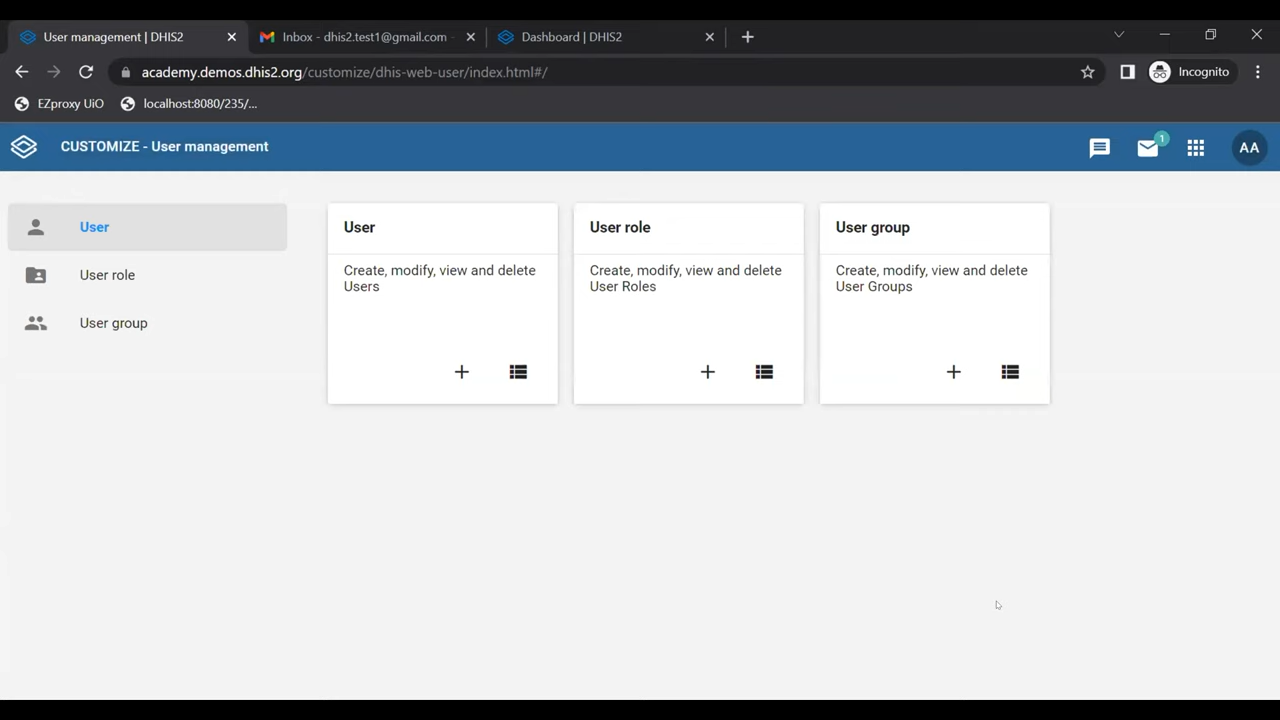 User management | DHIS2
Inbox - dhis2.test1@gmail.com -
Dashboard | DHIS2
academy.demos.dhis2.org/customize/dhis-web-user/index.html#/
Incognito
EZproxy UiO
localhost:8080/235/...
CUSTOMIZE - User management
1
AA
User
User role
User group
User
Create, modify, view and delete
Users
User role
Create, modify, view and delete
User Roles
User group
Create, modify, view and delete
User Groups